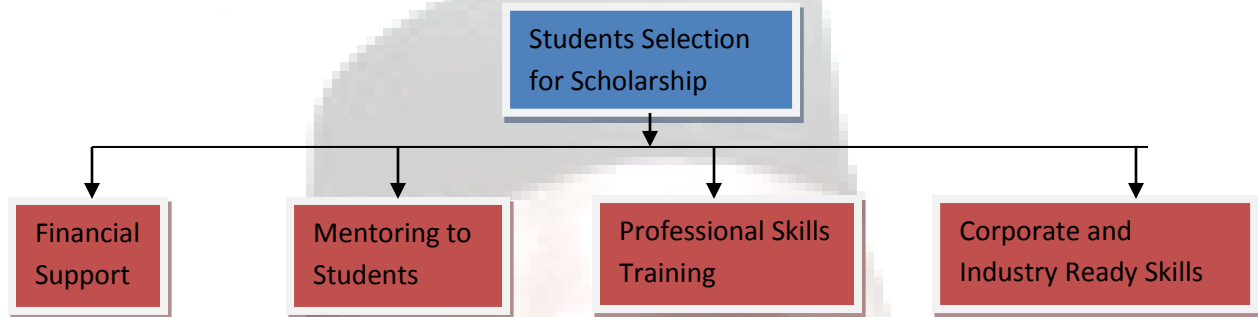 Students Selection
for Scholarship
Financial
Support
Mentoring to
Students
Professional Skills
Training
Corporate and
Industry Ready Skills